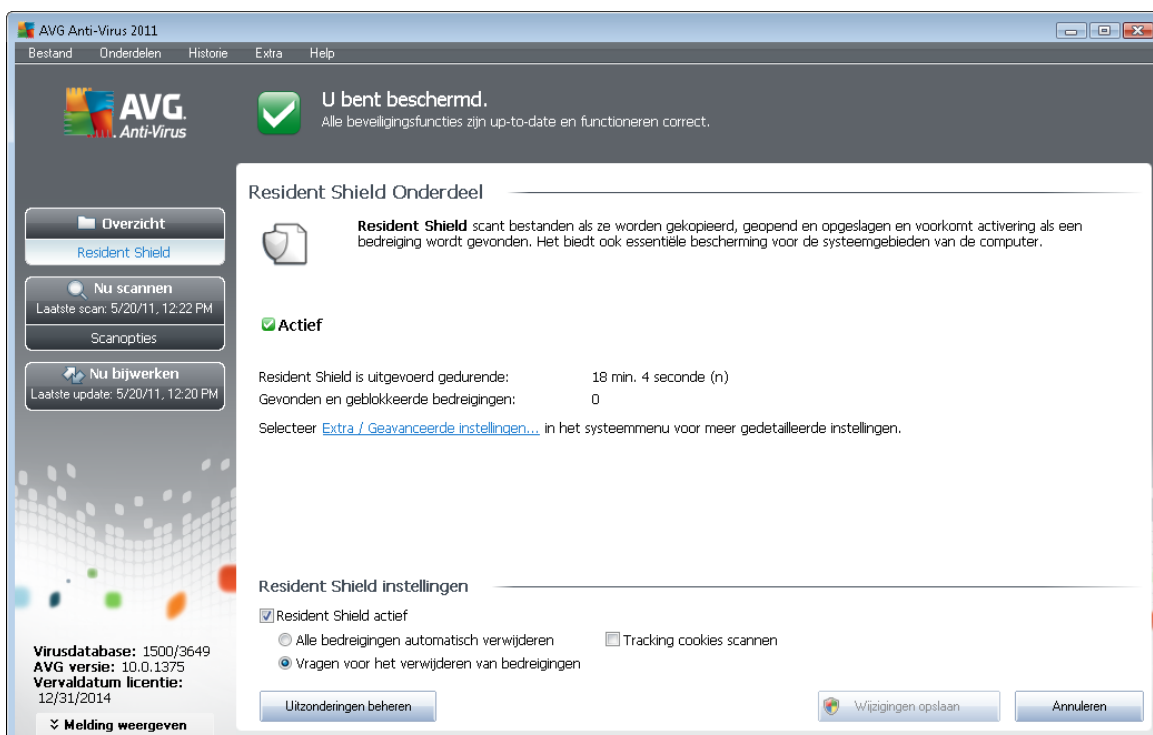 AVG Anti-Virus 2011
Bestand Onderdelen Historie Extra Help
AVG.
Anti-Virus
U bent beschermd.
Alle beveiligingsfuncties zijn up-to-date en functioneren correct.
Overzicht
Resident Shield
Nu scannen
Laatste scan: 5/20/11, 12:22 PM
Scanopties
Nu bijwerken
Laatste update: 5/20/11, 12:20 PM
Virusdatabase: 1500/3649
AVG versie: 10.0.1375
Vervaldatum licentie:
12/31/2014
Melding weergeven
Resident Shield Onderdeel
Resident Shield scant bestanden als ze worden gekopieerd, geopend en opgeslagen en voorkomt activering als een
bedreiging wordt gevonden. Het biedt ook essentiële bescherming voor de systeemgebieden van de computer.
Actief
Resident Shield is uitgevoerd gedurende: 18 min. 4 seconde (n)
Gevonden en geblokkeerde bedreigingen: 0
Selecteer Extra / Geavanceerde instellingen... in het systeemmenu voor meer gedetailleerde instellingen.
Resident Shield instellingen
Resident Shield actief
Alle bedreigingen automatisch verwijderen Tracking cookies scannen
Vragen voor het verwijderen van bedreigingen
Uitzonderingen beheren Wijzigingen opslaan Annuleren